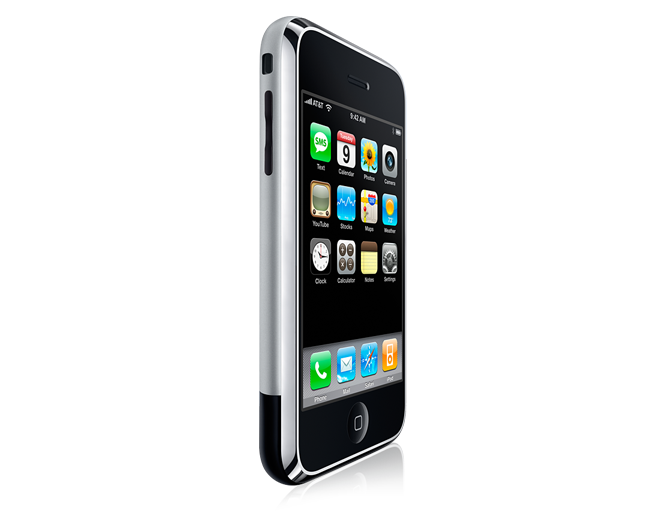 AT&T
9:42 AM
SMS
Text
Tuesday
9
Calendar
Photos
Camera
YouTube
Stocks
Maps
Weather
Clock
Calculator
Notes
Settings
Phone
Mail
Safari
iPod